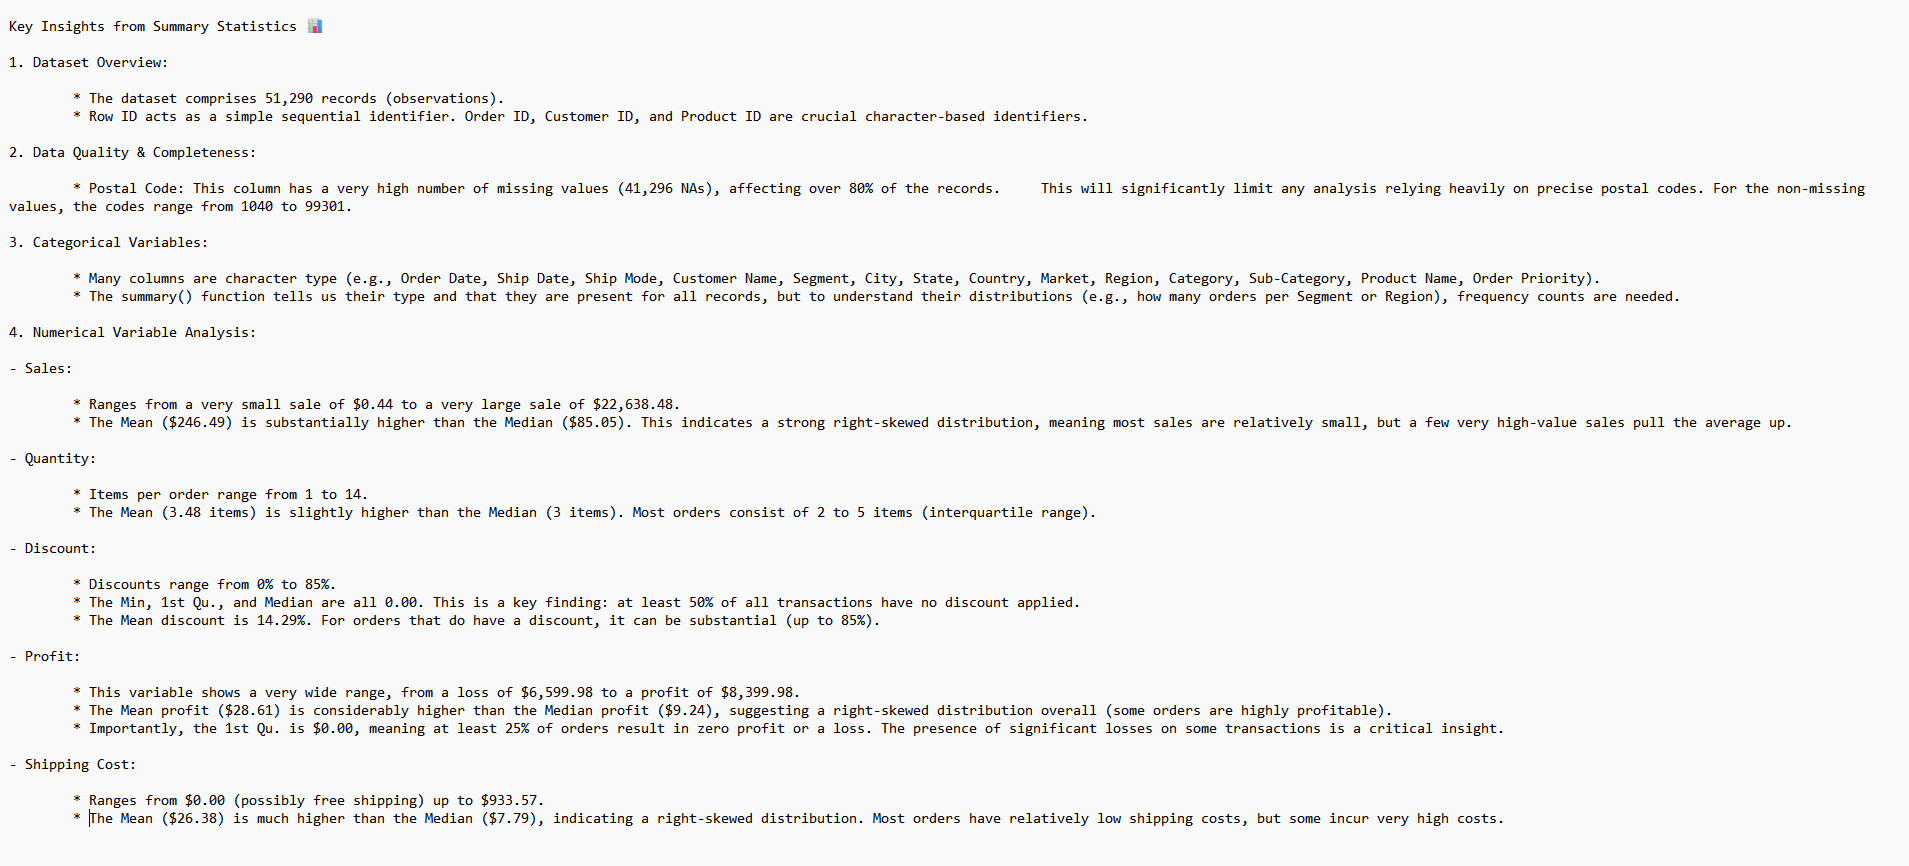 Key Insights from Summary Statistics 📊
1. Dataset Overview:
* The dataset comprises 51,290 records (observations).
* Row ID acts as a simple sequential identifier. Order ID, Customer ID, and Product ID are crucial character-based identifiers.
2. Data Quality & Completeness:
* Postal Code: This column has a very high number of missing values (41,296 NAs), affecting over 80% of the records.     This will significantly limit any analysis relying heavily on precise postal codes. For the non-missing
values, the codes range from 1040 to 99301.
3. Categorical Variables:
* Many columns are character type (e.g., Order Date, Ship Date, Ship Mode, Customer Name, Segment, City, State, Country, Market, Region, Category, Sub-Category, Product Name, Order Priority).
* The summary() function tells us their type and that they are present for all records, but to understand their distributions (e.g., how many orders per Segment or Region), frequency counts are needed.
4. Numerical Variable Analysis:
- Sales:
* Ranges from a very small sale of $0.44 to a very large sale of $22,638.48.
* The Mean ($246.49) is substantially higher than the Median ($85.05). This indicates a strong right-skewed distribution, meaning most sales are relatively small, but a few very high-value sales pull the average up.
- Quantity:
* Items per order range from 1 to 14.
* The Mean (3.48 items) is slightly higher than the Median (3 items). Most orders consist of 2 to 5 items (interquartile range).
- Discount:
* Discounts range from 0% to 85%.
* The Min, 1st Qu., and Median are all 0.00. This is a key finding: at least 50% of all transactions have no discount applied.
* The Mean discount is 14.29%. For orders that do have a discount, it can be substantial (up to 85%).
- Profit:
* This variable shows a very wide range, from a loss of $6,599.98 to a profit of $8,399.98.
* The Mean profit ($28.61) is considerably higher than the Median profit ($9.24), suggesting a right-skewed distribution overall (some orders are highly profitable).
* Importantly, the 1st Qu. is $0.00, meaning at least 25% of orders result in zero profit or a loss. The presence of significant losses on some transactions is a critical insight.
- Shipping Cost:
* Ranges from $0.00 (possibly free shipping) up to $933.57.
* The Mean ($26.38) is much higher than the Median ($7.79), indicating a right-skewed distribution. Most orders have relatively low shipping costs, but some incur very high costs.